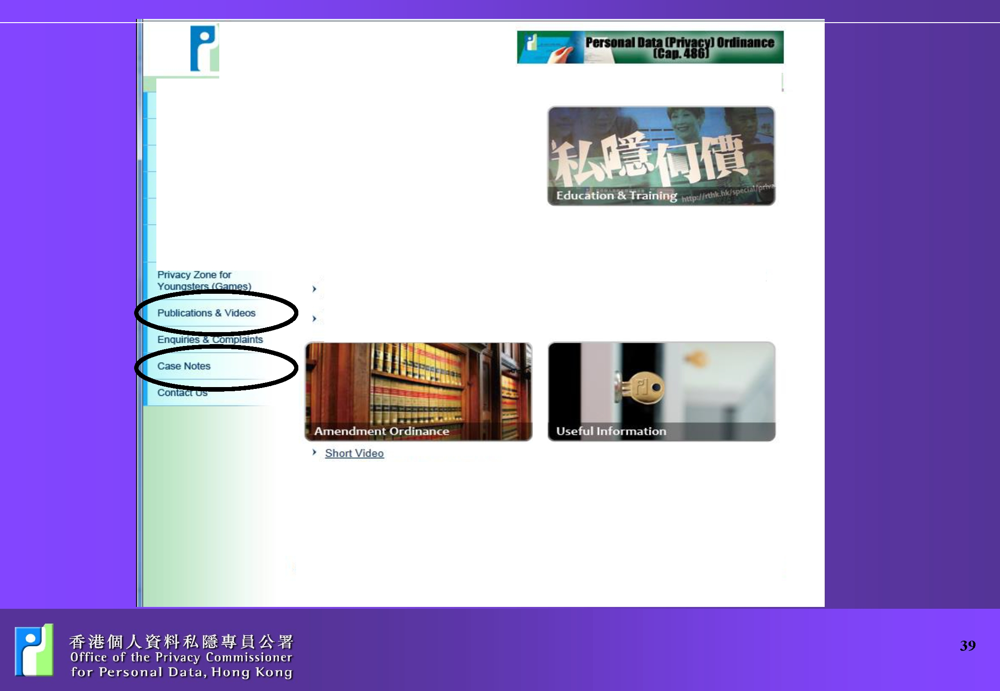 Personal Data (Privacy) Ordinance
(Cap. 486)
私隱何價
Education & Training
http://rthk.hk/special/priva
Privacy Zone for
Youngsters (Games)
Publications & Videos
Enquiries & Complaints
Case Notes
Contact Us
Amendment Ordinance
Useful Information
Short Video
香港個人資料私隱專員公署
Office of the Privacy Commissioner
for Personal Data, Hong Kong
39